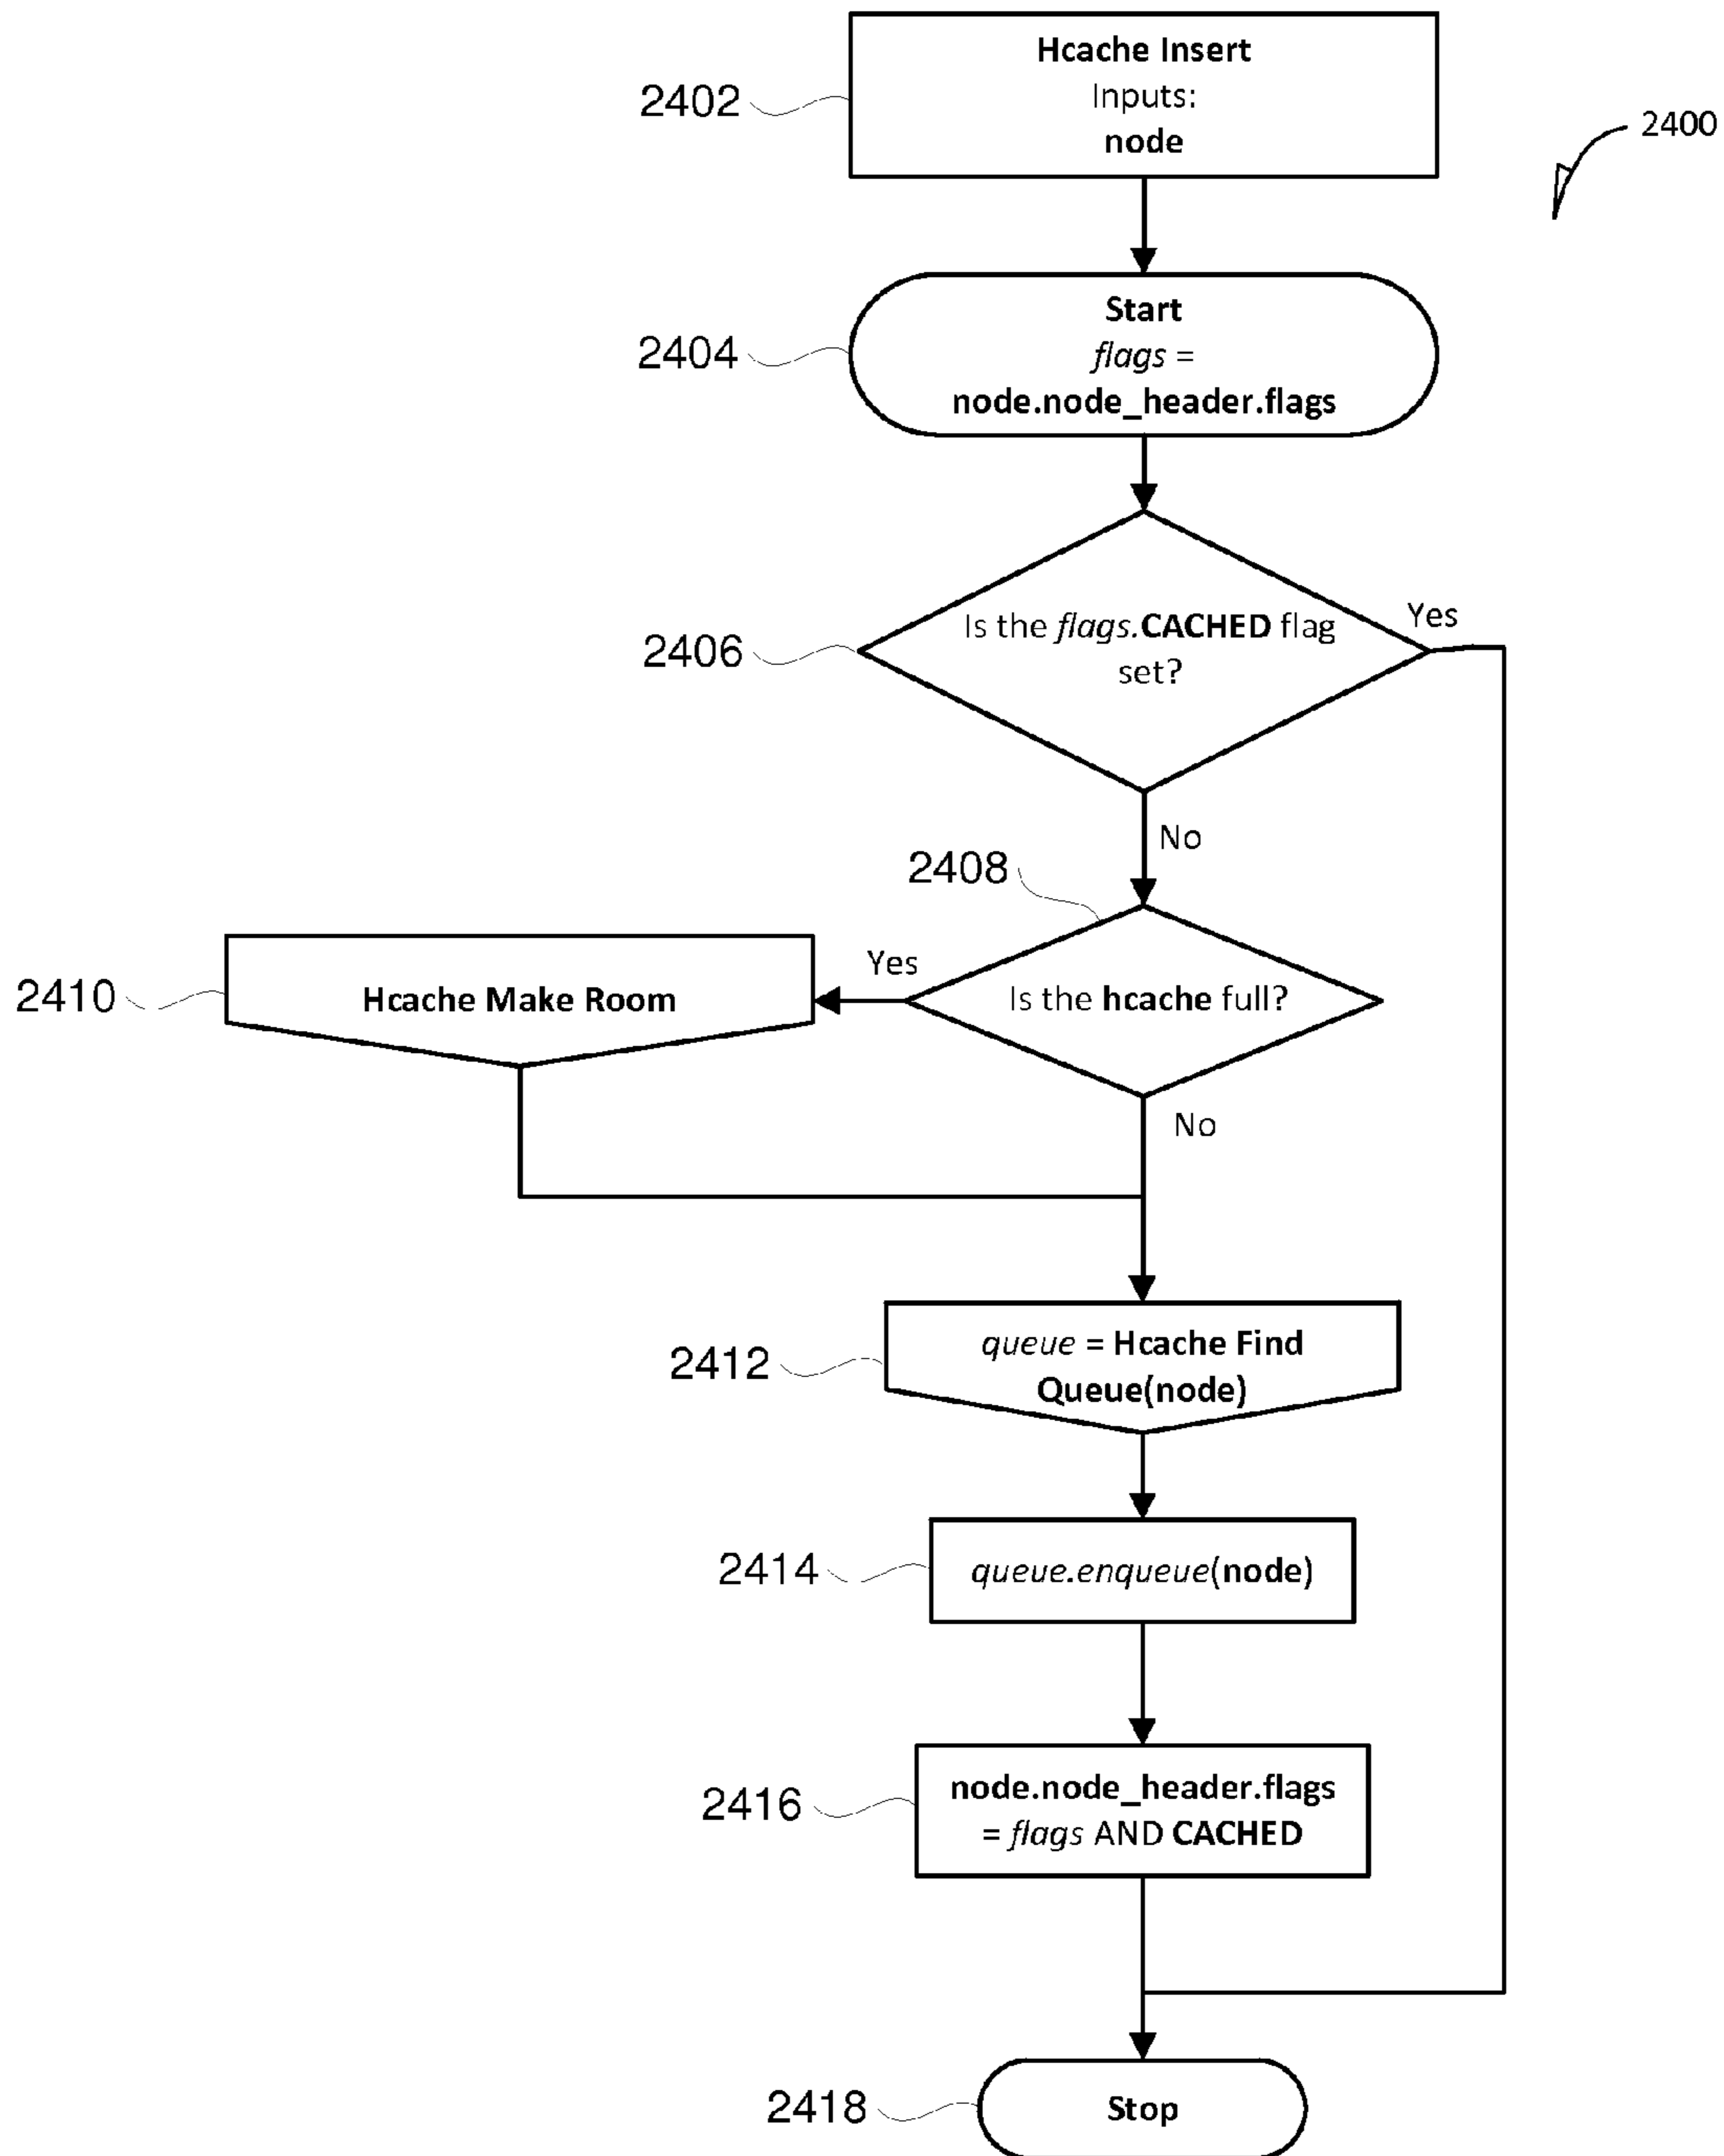 Hcache Insert
Inputs:
node
2402
2400
Start
flags =
node.node_header.flags
2404
Is the flags.CACHED flag
set?
Yes
2406
No
2408
Yes
Is the hcache full?
Hcache Make Room
2410
No
queue = Hcache Find
Queue(node)
2412
queue.enqueue(node)
2414
node.node_header.flags
= flags AND CACHED
2416
Stop
2418